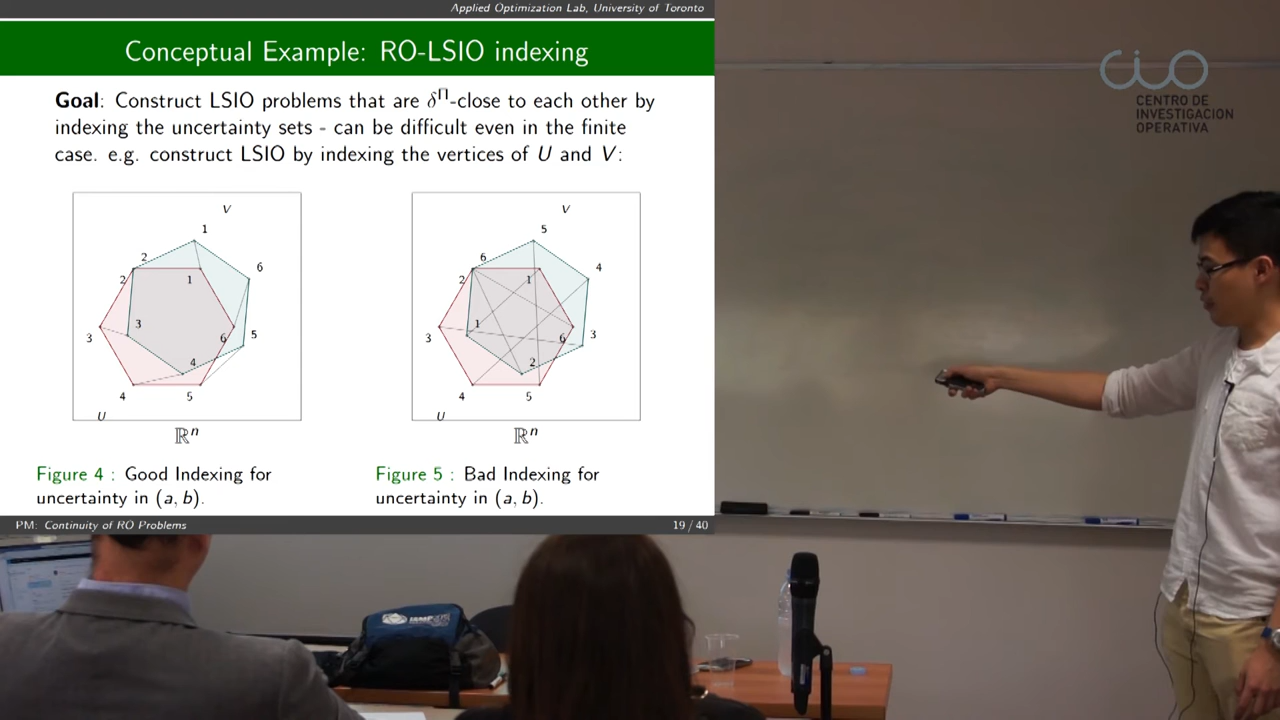 Applied Optimization Lab, University of Toronto
Conceptual Example: RO-LSIO indexing
Goal: Construct LSIO problems that are δ^Π-close to each other by
indexing the uncertainty sets - can be difficult even in the finite
case. e.g. construct LSIO by indexing the vertices of U and V:
V
1
2
6
2
1
3
3
6
5
4
4
5
U
ℝⁿ
V
5
6
4
2
1
1
3
3
6
2
4
5
U
ℝⁿ
Figure 4 : Good Indexing for
uncertainty in (a, b).
Figure 5 : Bad Indexing for
uncertainty in (a, b).
PM: Continuity of RO Problems
19 / 40
CIO
CENTRO DE
INVESTIGACION
OPERATIVA